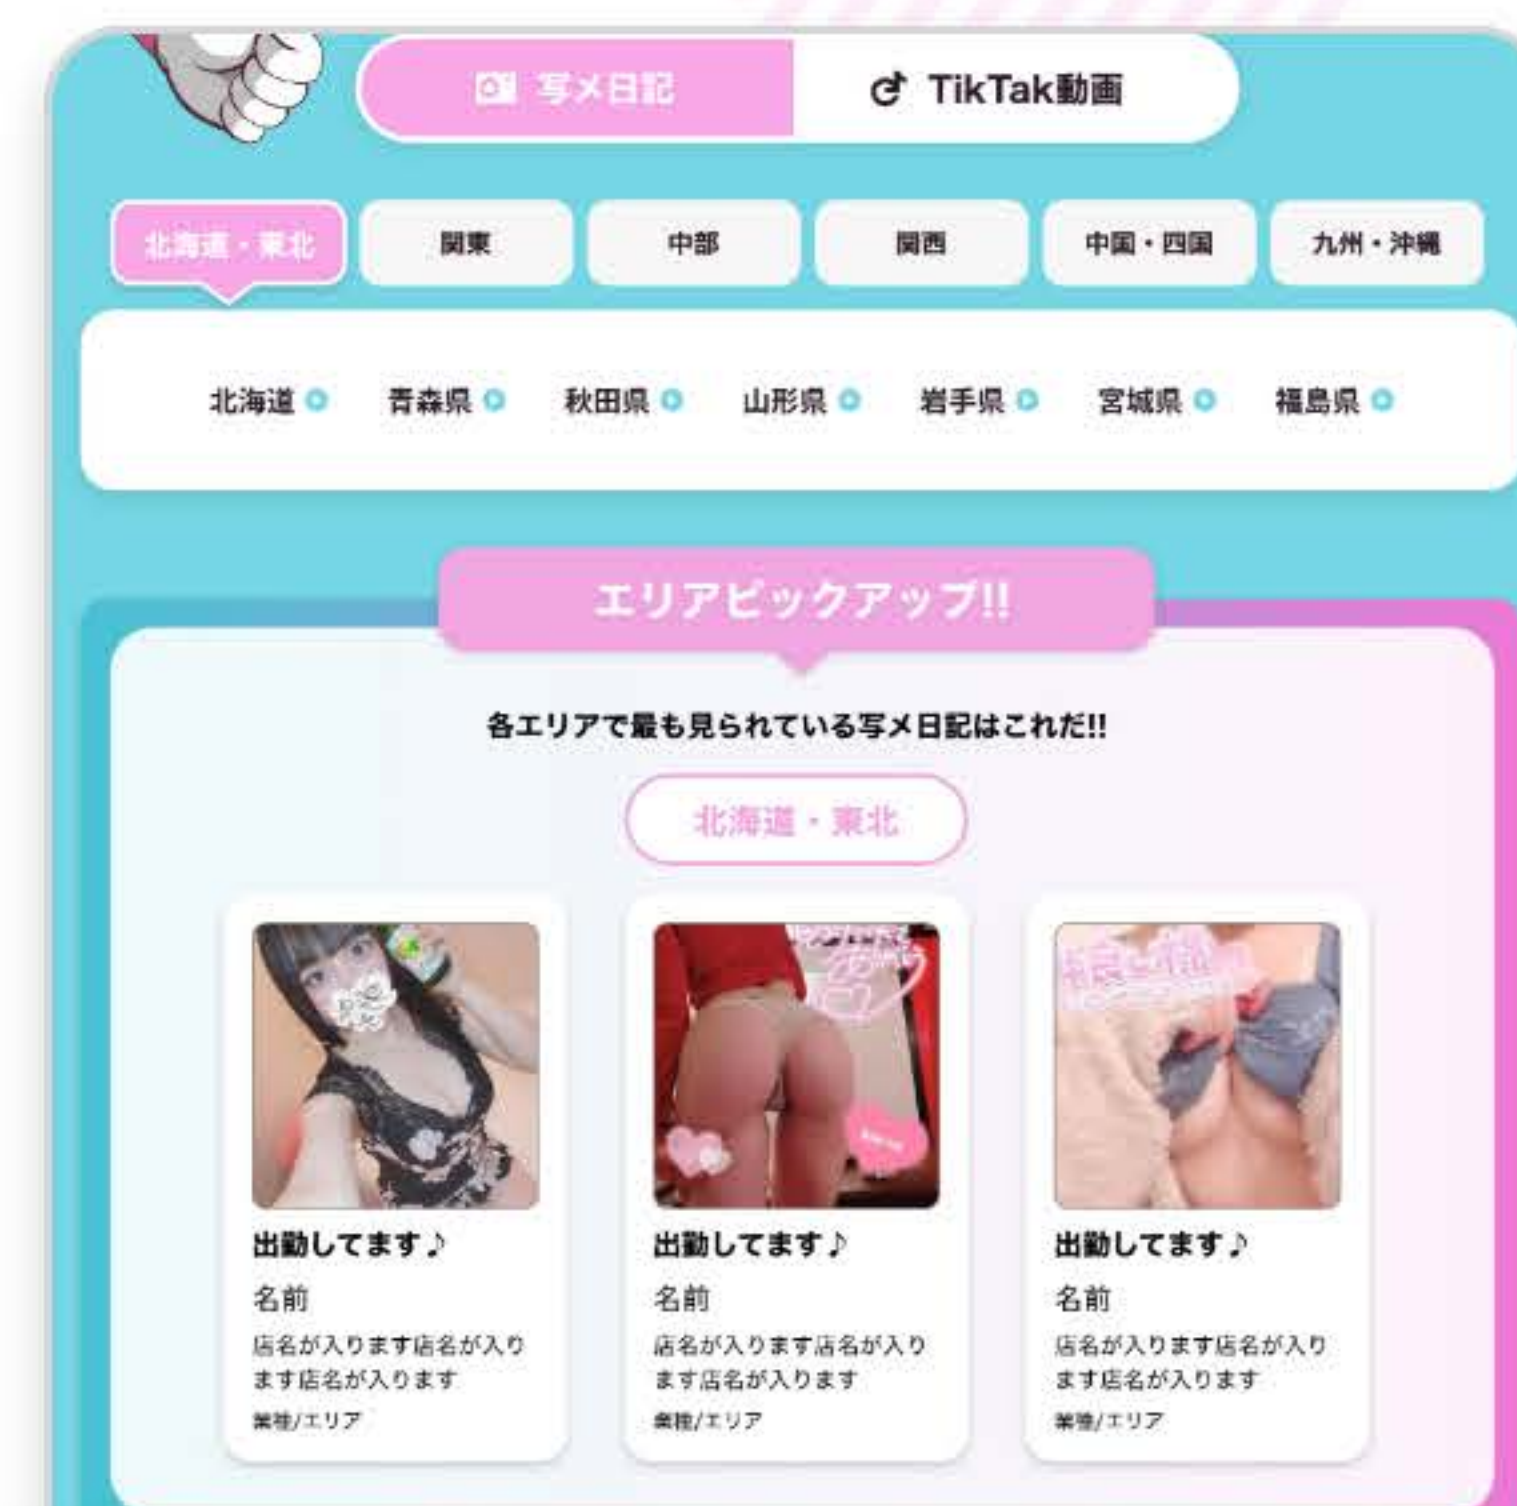 写メ日記
TikTak動画
北海道・東北
関東
中部
関西
中国・四国
九州・沖縄
北海道
青森県
秋田県
山形県
岩手県
宮城県
福島県
エリアピックアップ!!
各エリアで最も見られている写メ日記はこれだ!!
北海道・東北
出勤してます♪
名前
店名が入ります店名が入り
ます店名が入ります
業種/エリア
出勤してます♪
名前
店名が入ります店名が入り
ます店名が入ります
業種/エリア
出勤してます♪
名前
店名が入ります店名が入り
ます店名が入ります
業種/エリア